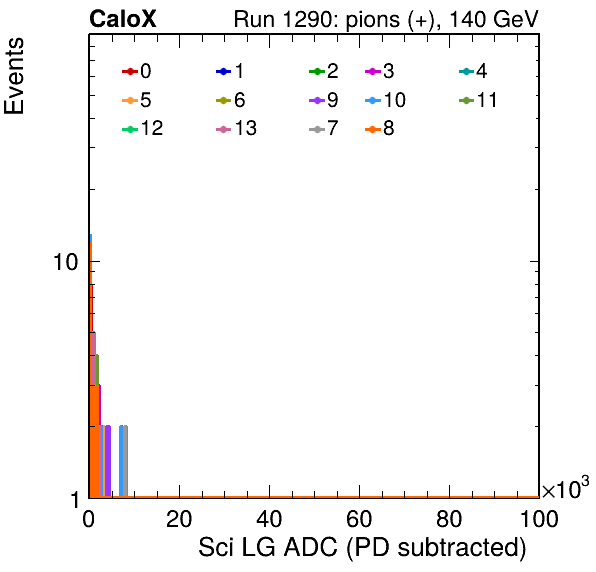 CaloX Run 1290: pions (+), 140 GeV
Events
0 1 2 3 4
5 6 9 10 11
12 13 7 8
10
1
0 20 40 60 80 100
×10³
Sci LG ADC (PD subtracted)